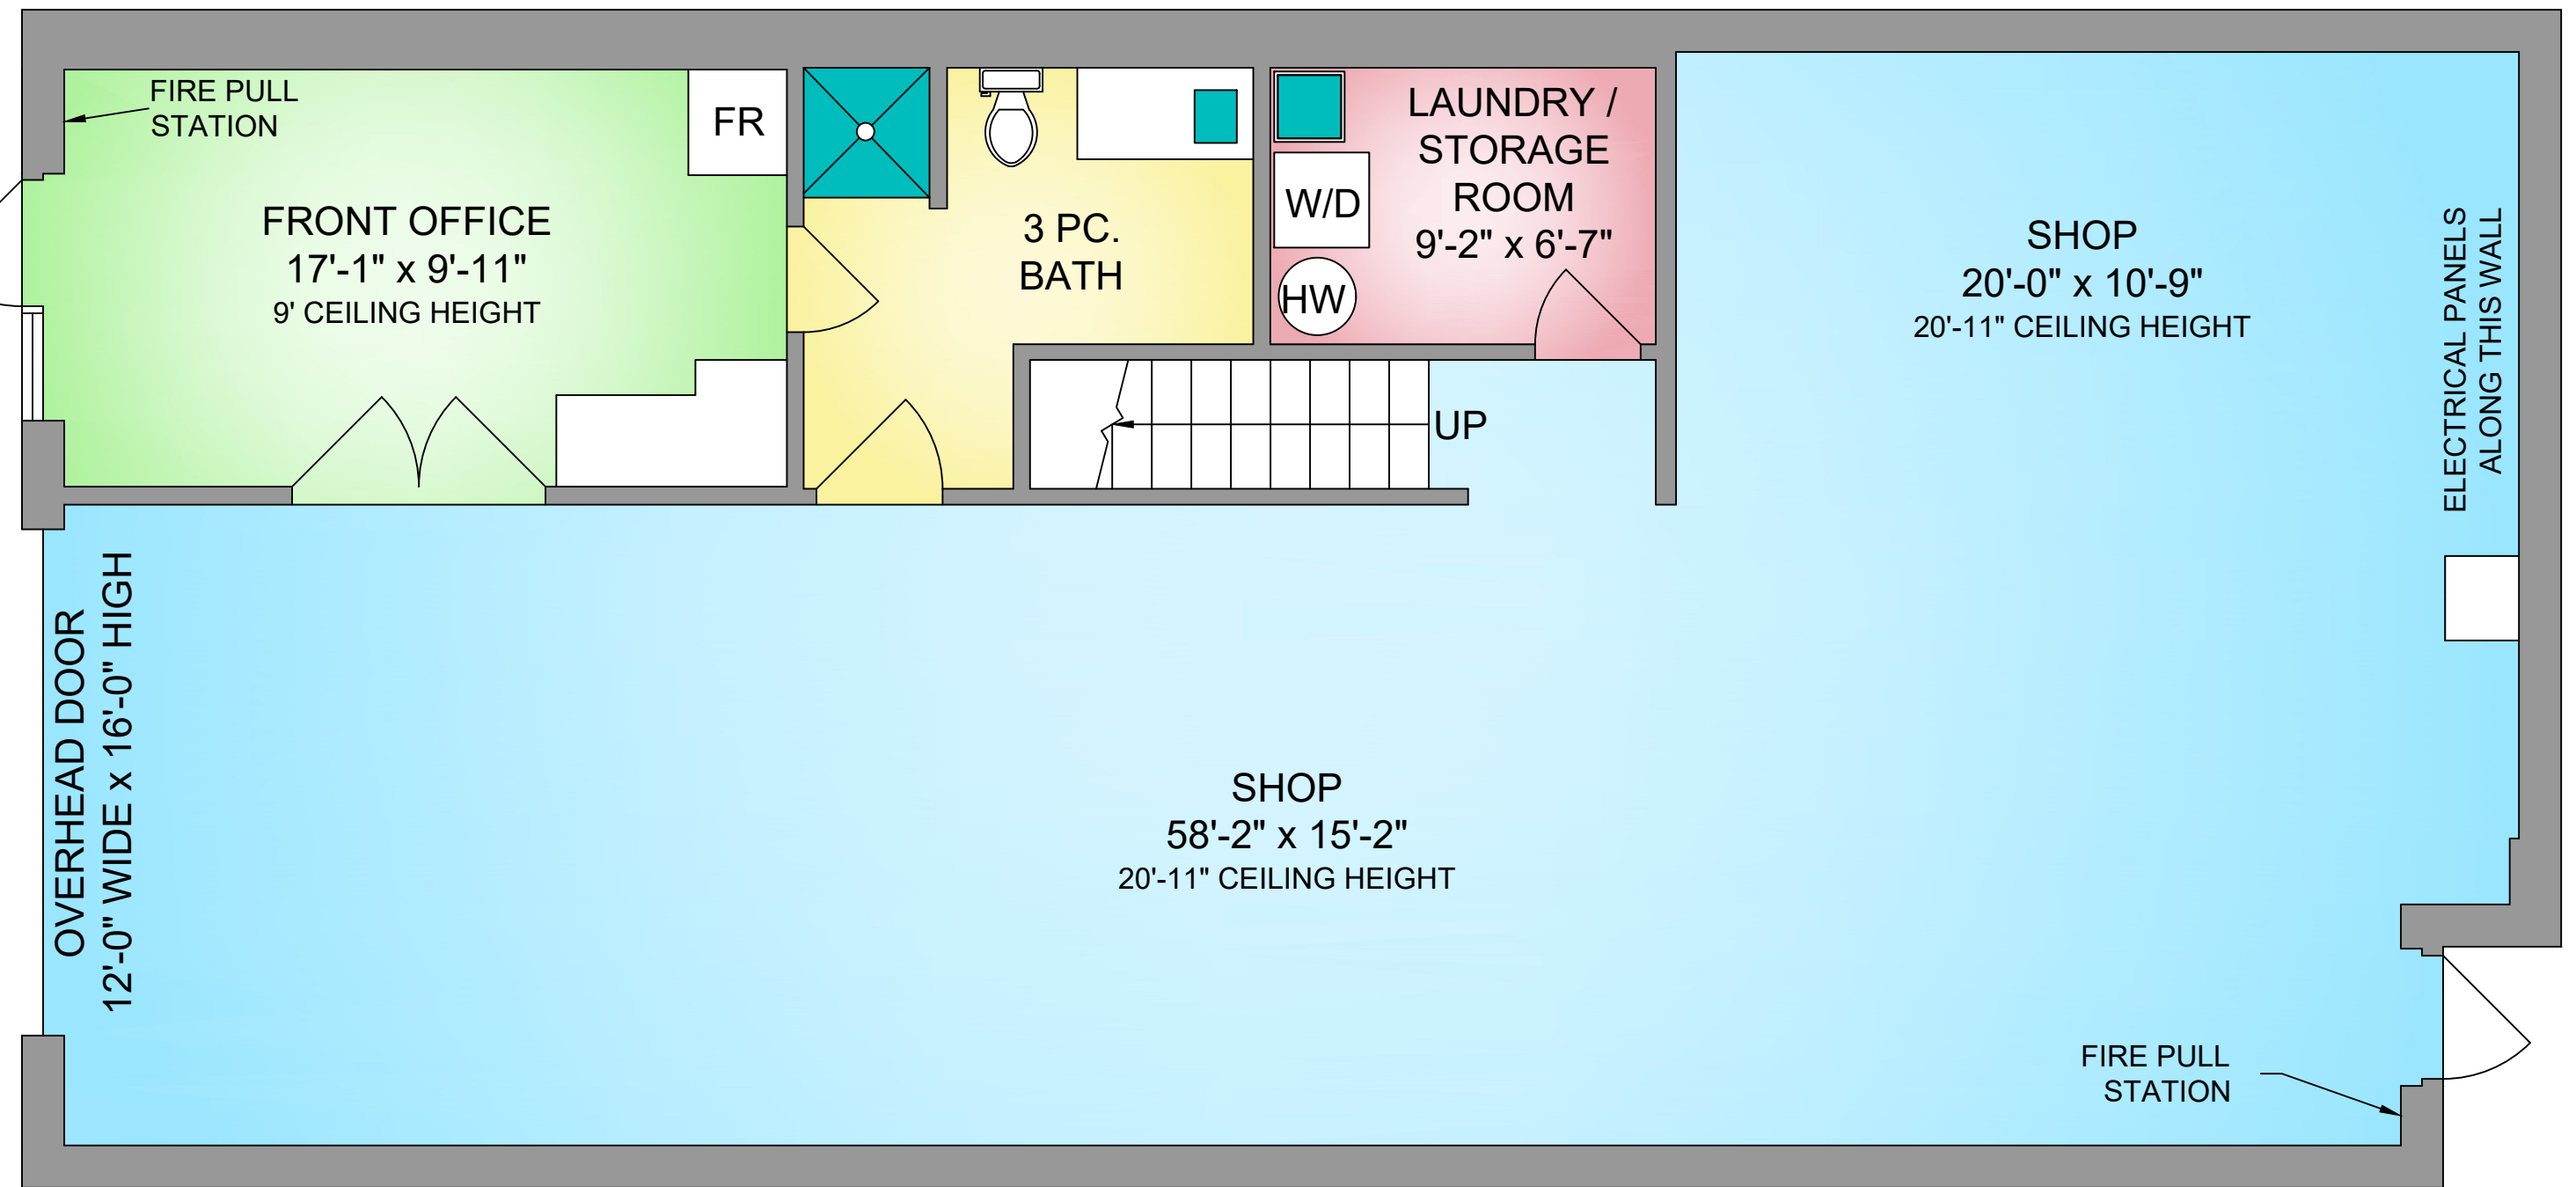 FIRE PULL
STATION
FR
FRONT OFFICE
17'-1" x 9'-11"
9' CEILING HEIGHT
3 PC.
BATH
LAUNDRY /
STORAGE
ROOM
9'-2" x 6'-7"
W/D
HW
UP
SHOP
20'-0" x 10'-9"
20'-11" CEILING HEIGHT
ELECTRICAL PANELS
ALONG THIS WALL
OVERHEAD DOOR
12'-0" WIDE x 16'-0" HIGH
SHOP
58'-2" x 15'-2"
20'-11" CEILING HEIGHT
FIRE PULL
STATION